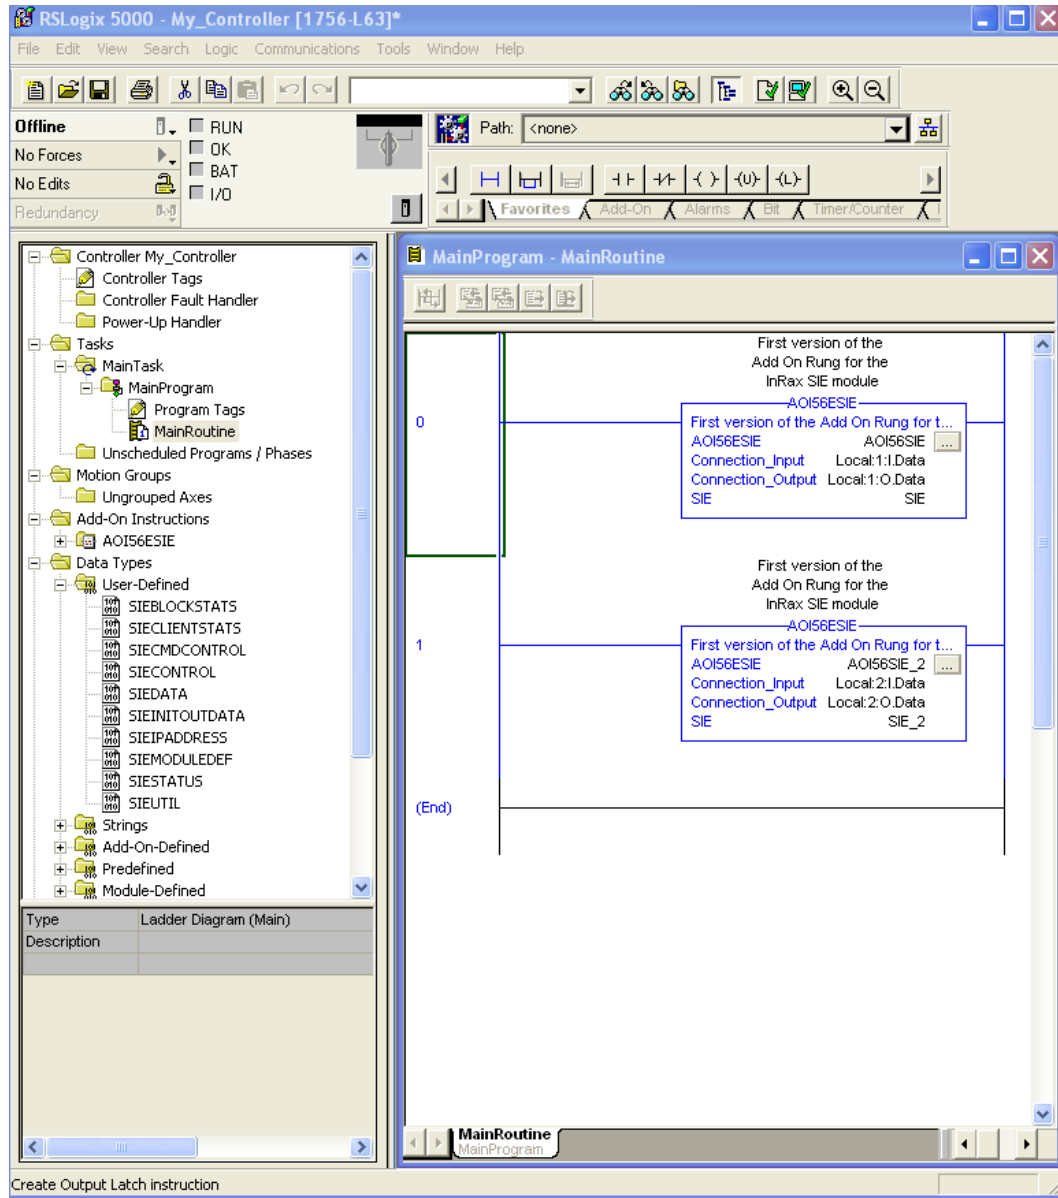 RSLogix 5000 - My_Controller [1756-L63]*
File Edit View Search Logic Communications Tools Window Help
Offline
RUN
No Forces
OK
No Edits
BAT
Redundancy
I/O
Path: <none>
Favorites Add-On Alarms Bit Timer/Counter
Controller My_Controller
Controller Tags
Controller Fault Handler
Power-Up Handler
Tasks
MainTask
MainProgram
Program Tags
MainRoutine
Unscheduled Programs / Phases
Motion Groups
Ungrouped Axes
Add-On Instructions
AOI56ESIE
Data Types
User-Defined
SIEBLOCKSTATS
SIECLIENTSTATS
SIECMDCONTROL
SIECONTROL
SIEDATA
SIEINITOUTDATA
SIEIPADDRESS
SIEMODULEDEF
SIESTATUS
SIEUTIL
Strings
Add-On-Defined
Predefined
Module-Defined
Type Ladder Diagram (Main)
Description
MainProgram - MainRoutine
First version of the
Add On Rung for the
InRax SIE module
AOI56ESIE
0
First version of the Add On Rung for t...
AOI56ESIE AOI56SIE ...
Connection_Input Local:1:I.Data
Connection_Output Local:1:O.Data
SIE SIE
First version of the
Add On Rung for the
InRax SIE module
AOI56ESIE
1
First version of the Add On Rung for t...
AOI56ESIE AOI56SIE_2 ...
Connection_Input Local:2:I.Data
Connection_Output Local:2:O.Data
SIE SIE_2
(End)
MainRoutine
MainProgram
Create Output Latch instruction